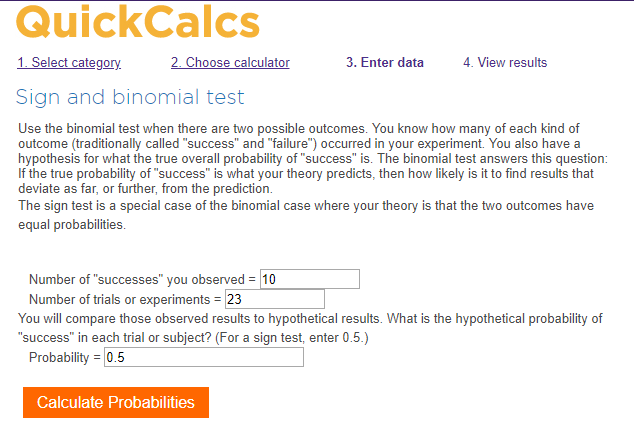 QuickCalcs
1. Select category 2. Choose calculator 3. Enter data 4. View results
Sign and binomial test
Use the binomial test when there are two possible outcomes. You know how many of each kind of
outcome (traditionally called "success" and "failure") occurred in your experiment. You also have a
hypothesis for what the true overall probability of "success" is. The binomial test answers this question:
If the true probability of "success" is what your theory predicts, then how likely is it to find results that
deviate as far, or further, from the prediction.
The sign test is a special case of the binomial case where your theory is that the two outcomes have
equal probabilities.
Number of "successes" you observed = 10
Number of trials or experiments = 23
You will compare those observed results to hypothetical results. What is the hypothetical probability of
"success" in each trial or subject? (For a sign test, enter 0.5.)
Probability = 0.5
Calculate Probabilities